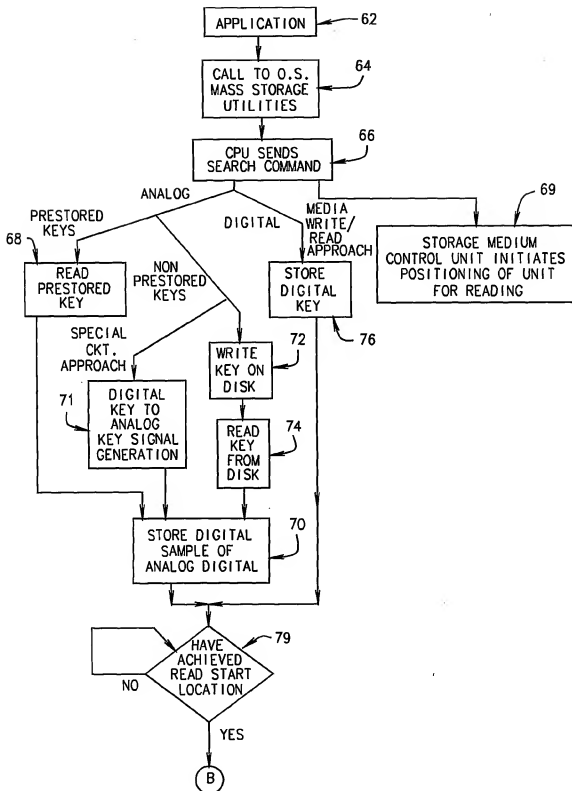 APPLICATION
62
CALL TO O.S.
MASS STORAGE
UTILITIES
64
CPU SENDS
SEARCH COMMAND
66
ANALOG
PRESTORED
KEYS
68
READ
PRESTORED
KEY
NON
PRESTORED
KEYS
DIGITAL
MEDIA
WRITE/
READ
APPROACH
STORE
DIGITAL
KEY
76
69
STORAGE MEDIUM
CONTROL UNIT INITIATES
POSITIONING OF UNIT
FOR READING
SPECIAL
CKT.
APPROACH
71
DIGITAL
KEY TO
ANALOG
KEY SIGNAL
GENERATION
72
WRITE
KEY ON
DISK
74
READ
KEY
FROM
DISK
70
STORE DIGITAL
SAMPLE OF
ANALOG DIGITAL
79
HAVE
ACHIEVED
READ START
LOCATION
NO
YES
B